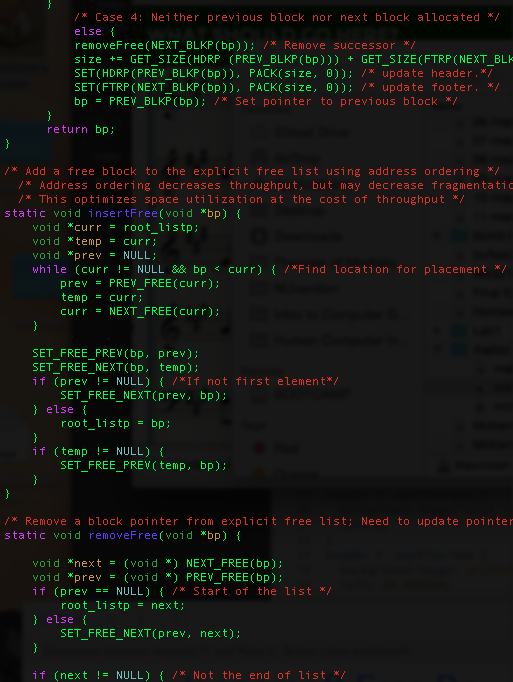 }
/* Case 4: Neither previous block nor next block allocated */
else {
removeFree(NEXT_BLKP(bp)); /* Remove successor */
size += GET_SIZE(HDRP (PREV_BLKP(bp))) + GET_SIZE(FTRP(NEXT_BLK
SET(HDRP(PREV_BLKP(bp)), PACK(size, 0)); /* update header.*/
SET(FTRP(NEXT_BLKP(bp)), PACK(size, 0)); /* update footer. */
bp = PREV_BLKP(bp); /* Set pointer to previous block */
}
return bp;
}
/* Add a free block to the explicit free list using address ordering */
/* Address ordering decreases throughput, but may decrease fragmentatio
/* This optimizes space utilization at the cost of throughput */
static void insertFree(void *bp) {
void *curr = root_listp;
void *temp = curr;
void *prev = NULL;
while (curr != NULL && bp < curr) { /*Find location for placement */
prev = PREV_FREE(curr);
temp = curr;
curr = NEXT_FREE(curr);
}
SET_FREE_PREV(bp, prev);
SET_FREE_NEXT(bp, temp);
if (prev != NULL) { /*If not first element*/
SET_FREE_NEXT(prev, bp);
} else {
root_listp = bp;
}
if (temp != NULL) {
SET_FREE_PREV(temp, bp);
}
}
/* Remove a block pointer from explicit free list; Need to update pointer
static void removeFree(void *bp) {
void *next = (void *) NEXT_FREE(bp);
void *prev = (void *) PREV_FREE(bp);
if (prev == NULL) { /* Start of the list */
root_listp = next;
} else {
SET_FREE_NEXT(prev, next);
}
if (next != NULL) { /* Not the end of list */